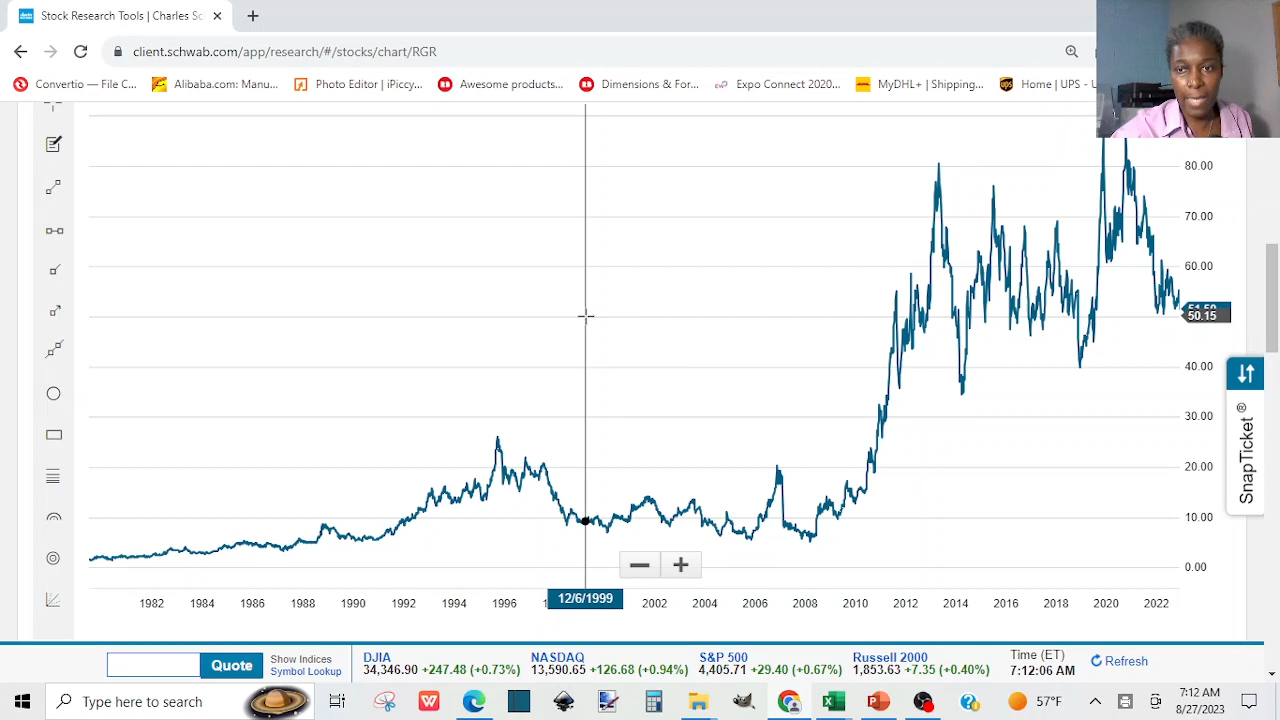 Stock Research Tools | Charles Sc
client.schwab.com/app/research/#/stocks/chart/RGR
Convertio — File C...
Alibaba.com: Manu...
Photo Editor | iPiccy...
Awesome products...
Dimensions & For...
Expo Connect 2020...
MyDHL+ | Shipping...
Home | UPS - U
80.00
70.00
60.00
50.15
40.00
30.00
20.00
10.00
0.00
SnapTicket ®
1982 1984 1986 1988 1990 1992 1994 1996 12/6/1999 2002 2004 2006 2008 2010 2012 2014 2016 2018 2020 2022
Quote
Show Indices
Symbol Lookup
DJIA
34,346.90 +247.48 (+0.73%)
NASDAQ
13,590.65 +126.68 (+0.94%)
S&P 500
4,405.71 +29.40 (+0.67%)
Russell 2000
1,853.63 +7.35 (+0.40%)
Time (ET)
7:12:06 AM
Refresh
Type here to search
57°F
7:12 AM
8/27/2023